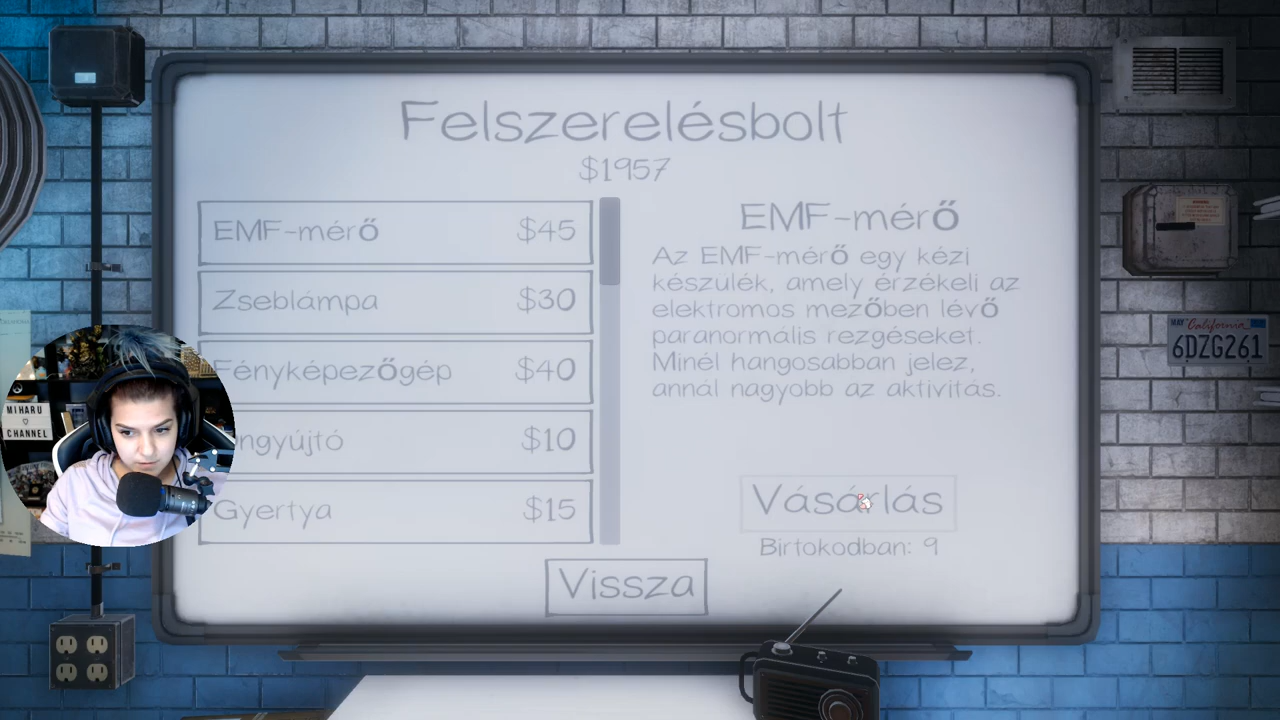 Felszerelésbolt
$1957
EMF-mérő $45
Zseblámpa $30
Fényképezőgép $40
$10
Gyertya $15
EMF-mérő
Az EMF-mérő egy kézi
készülék, amely érzékeli az
elektromos mezőben lévő
paranormális rezgéseket.
Minél hangosabban jelez,
annál nagyobb az aktivitás.
Vásárlás
Birtokodban: 9
Vissza
MIHARU
CHANNEL
California
6DZG261